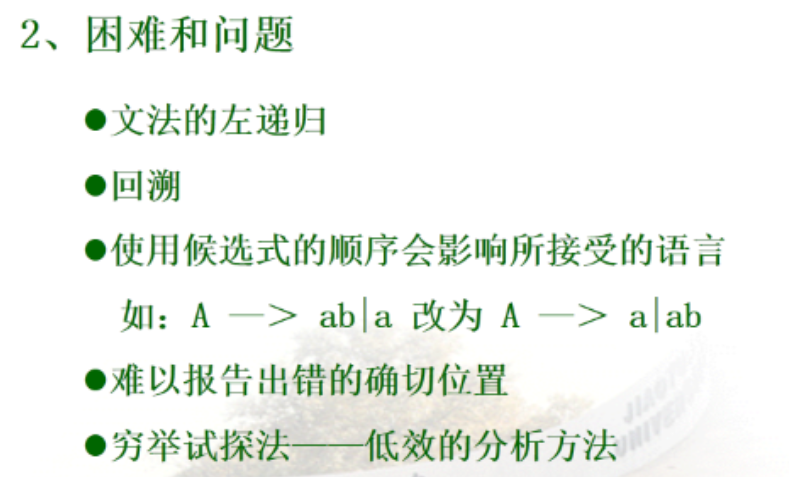 2、困难和问题
●文法的左递归
●回溯
●使用候选式的顺序会影响所接受的语言
如：A —> ab|a 改为 A —> a|ab
●难以报告出错的确切位置
●穷举试探法——低效的分析方法